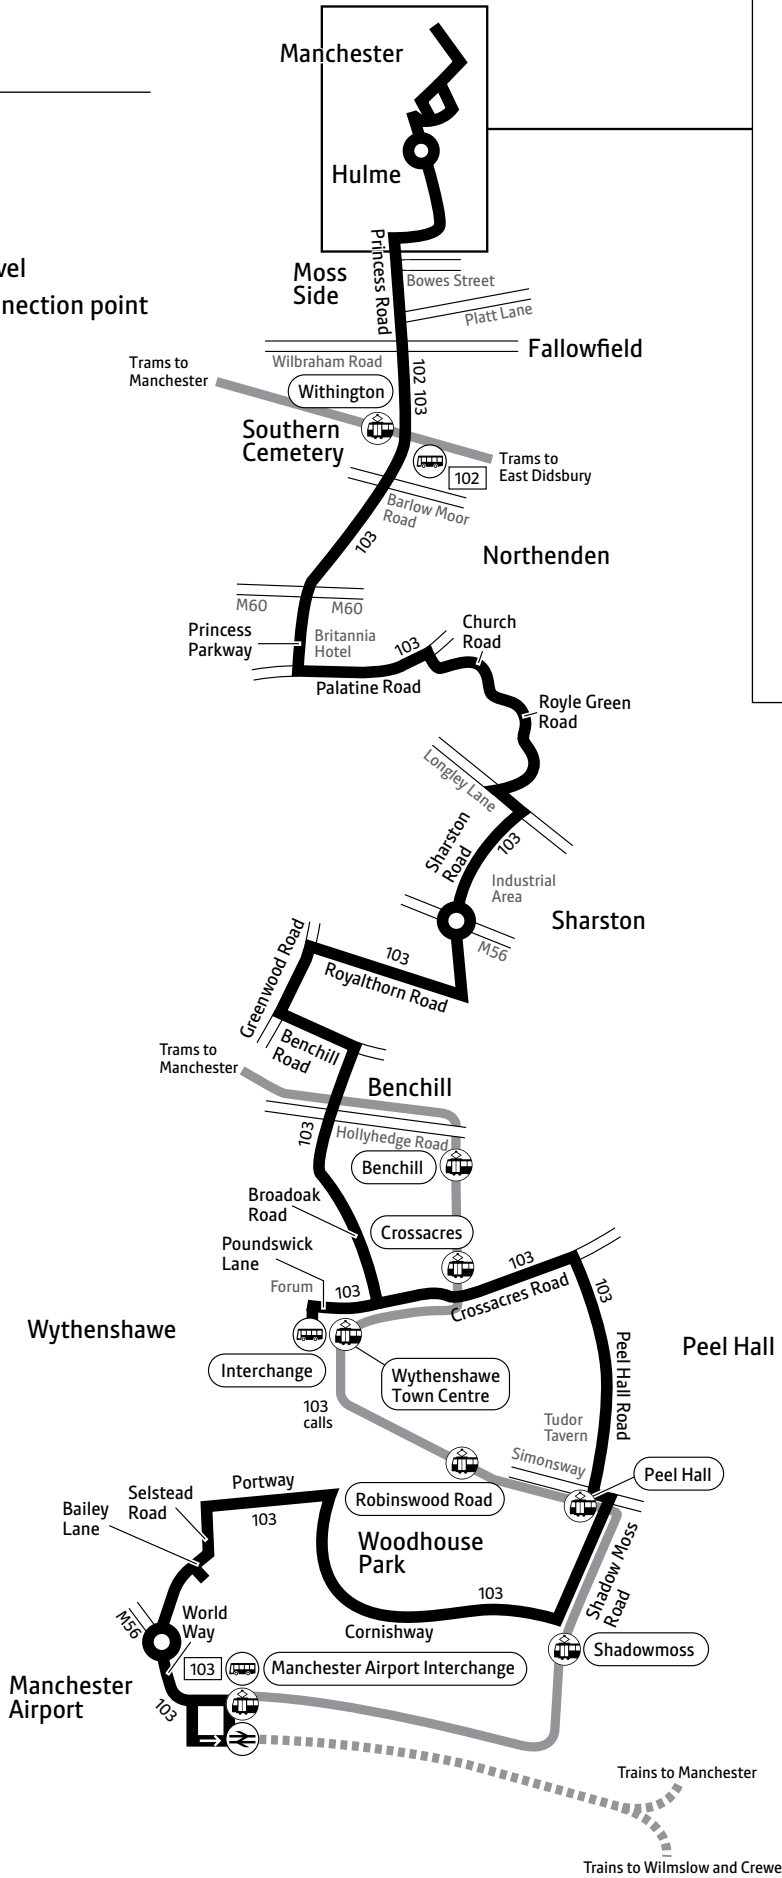 Manchester
Hulme
vel
nnection point
Princess Road
Moss
Side
Bowes Street
Platt Lane
Fallowfield
Wilbraham Road
Trams to
Manchester
102 103
Withington
Southern
Cemetery
102
Trams to
East Didsbury
Barlow Moor
Road
103
Northenden
M60
M60
Princess
Parkway
Britannia
Hotel
103
Church
Road
Palatine Road
Royle Green
Road
Longley Lane
Sharston
Road
103
Industrial
Area
Sharston
M56
103
Royalthorn Road
Greenwood Road
Benchill
Road
Trams to
Manchester
Benchill
103
Hollyhedge Road
Benchill
Broadoak
Road
Crossacres
Poundswick
Lane
Forum
103
103
Crossacres Road
103
Wythenshawe
Interchange
Wythenshawe
Town Centre
Peel Hall Road
Peel Hall
103
calls
Tudor
Tavern
Simonsway
Peel Hall
Robinswood Road
Portway
103
Selstead
Road
Bailey
Lane
Woodhouse
Park
103
Cornishway
Shadow Moss
Road
M56
World
Way
Shadowmoss
103
Manchester Airport Interchange
Manchester
Airport
103
Trains to Manchester
Trains to Wilmslow and Crewe